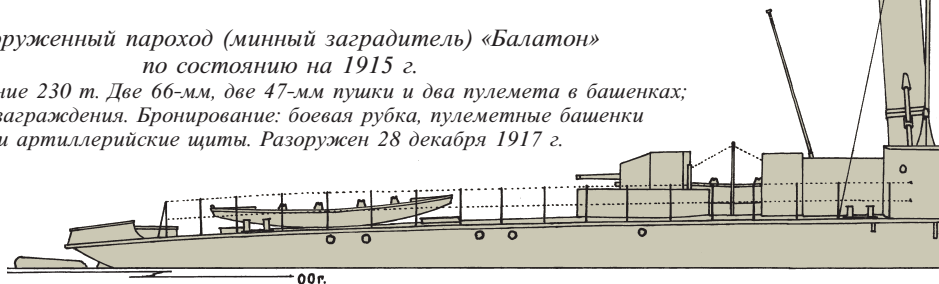 оруженный пароход (минный заградитель) «Балатон»
по состоянию на 1915 г.
ние 230 т. Две 66-мм, две 47-мм пушки и два пулемета в башенках;
заграждения. Бронирование: боевая рубка, пулеметные башенки
и артиллерийские щиты. Разоружен 28 декабря 1917 г.
00г.